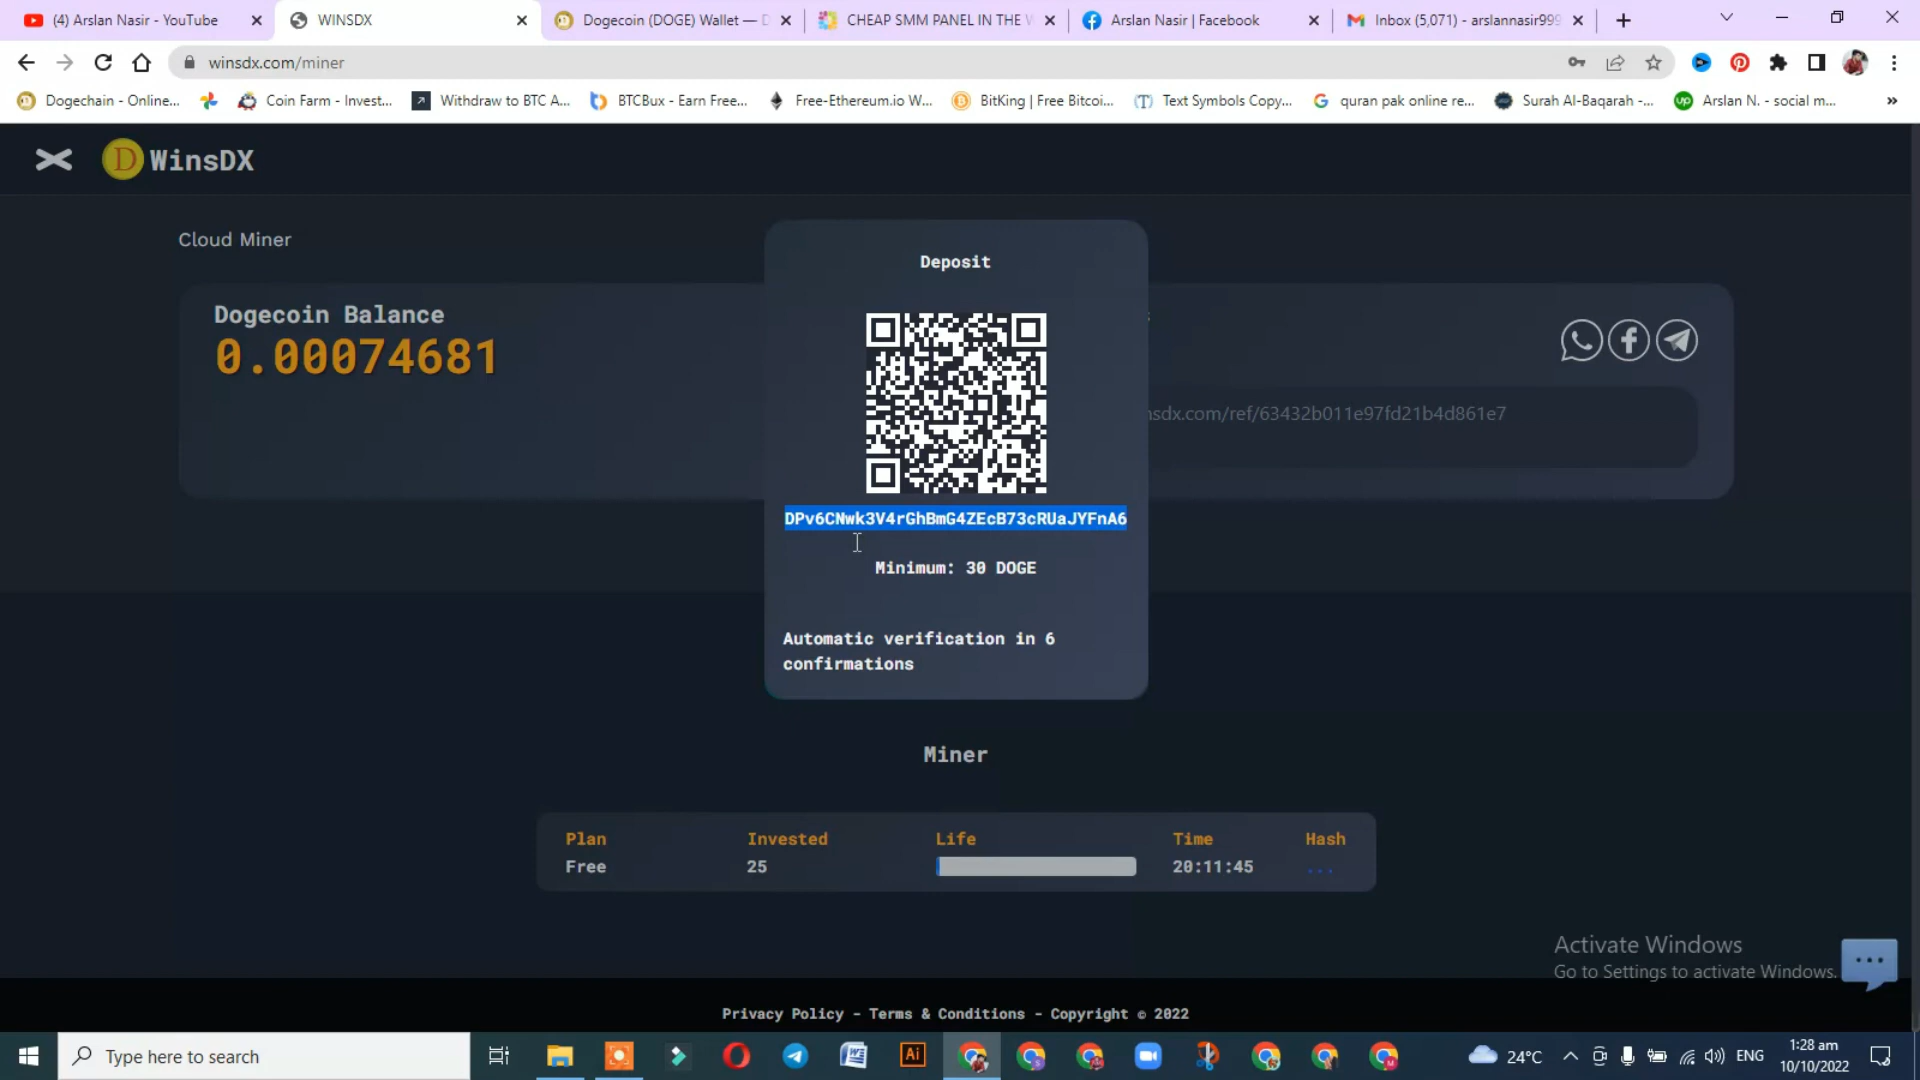 (4) Arslan Nasir - YouTube
WINSDX
Dogecoin (DOGE) Wallet —
CHEAP SMM PANEL IN THE
Arslan Nasir | Facebook
Inbox (5,071) - arslannasir999
winsdx.com/miner
Dogechain - Online...
Coin Farm - Invest...
Withdraw to BTC A...
BTCBux - Earn Free...
Free-Ethereum.io W...
BitKing | Free Bitcoi...
Text Symbols Copy...
quran pak online re...
Surah Al-Baqarah -...
Arslan N. - social m...
WinsDX
Cloud Miner
Deposit
Dogecoin Balance
0.00074681
nsdx.com/ref/63432b011e97fd21b4d861e7
DPv6CNwk3V4rGhBmG4ZEcB73cRUaJYFnA6
Minimum: 30 DOGE
Automatic verification in 6
confirmations
Miner
Plan Invested Life Time Hash
Free 25 20:11:45 ...
Activate Windows
Go to Settings to activate Windows.
Privacy Policy - Terms & Conditions - Copyright © 2022
Type here to search
24°C
ENG
1:28 am
10/10/2022